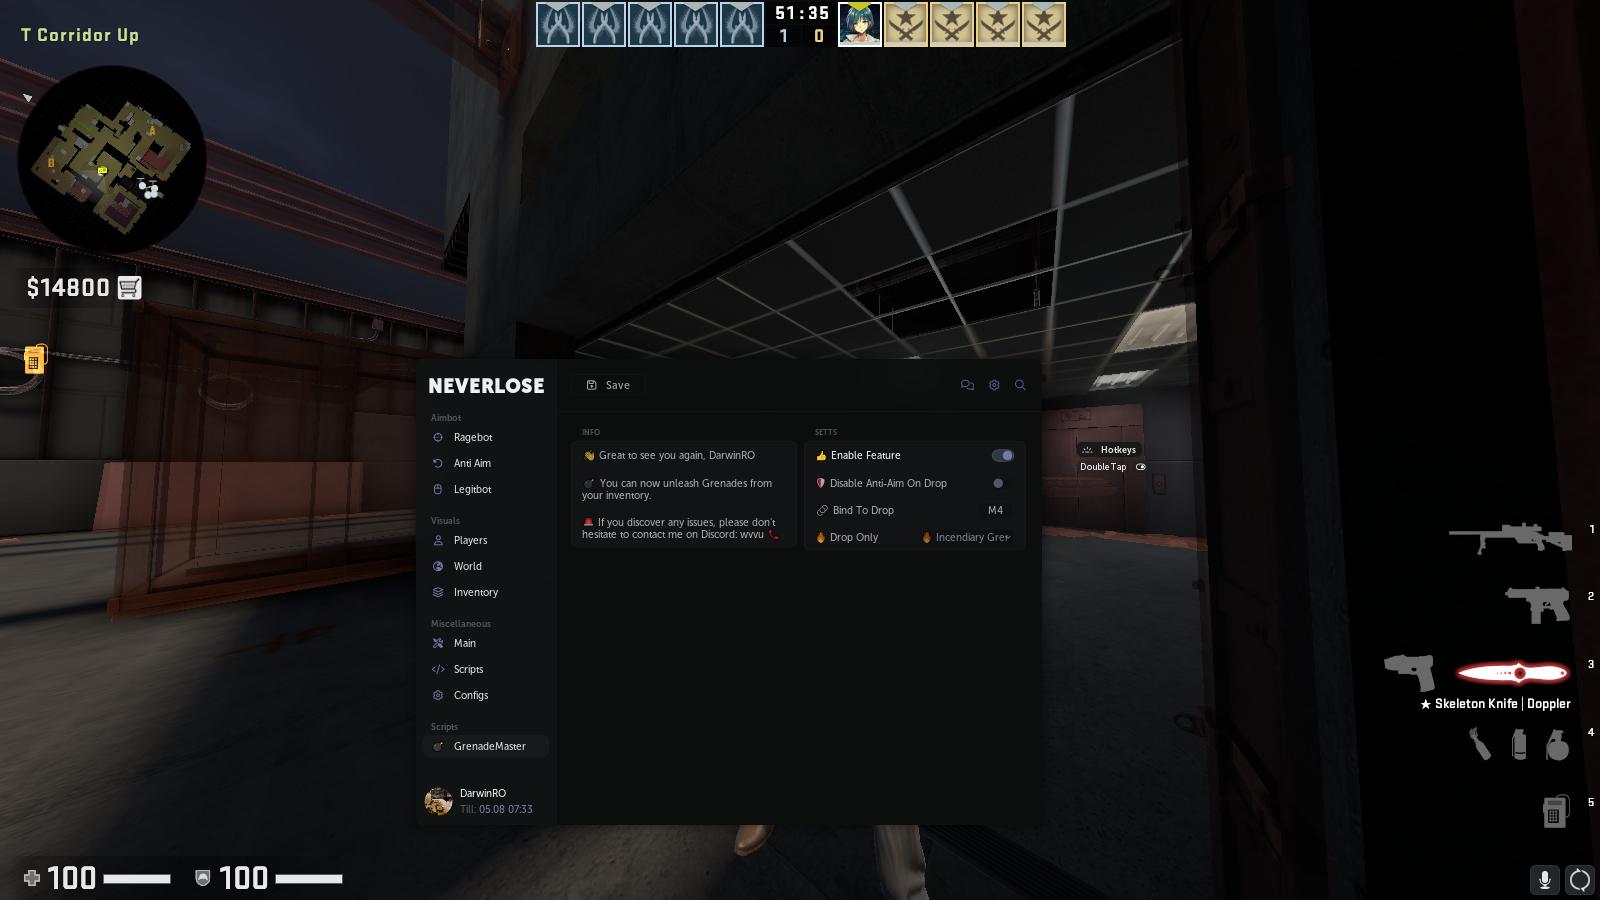 51:35
1 0
T Corridor Up
A
B
$14800
NEVERLOSE
Save
Aimbot
Ragebot
Anti Aim
Legitbot
Visuals
Players
World
Inventory
Miscellaneous
Main
Scripts
Configs
Scripts
GrenadeMaster
DarwinRO
Till: 05.08 07:33
INFO
👋 Great to see you again, DarwinRO
💣 You can now unleash Grenades from
your inventory.
🚨 If you discover any issues, please don't
hesitate to contact me on Discord: wvvu 📞
SETTS
👍 Enable Feature
Disable Anti-Aim On Drop
Bind To Drop M4
🔥 Drop Only 🔥 Incendiary Gre
Hotkeys
Double Tap
1
2
3
★ Skeleton Knife | Doppler
4
5
100 100